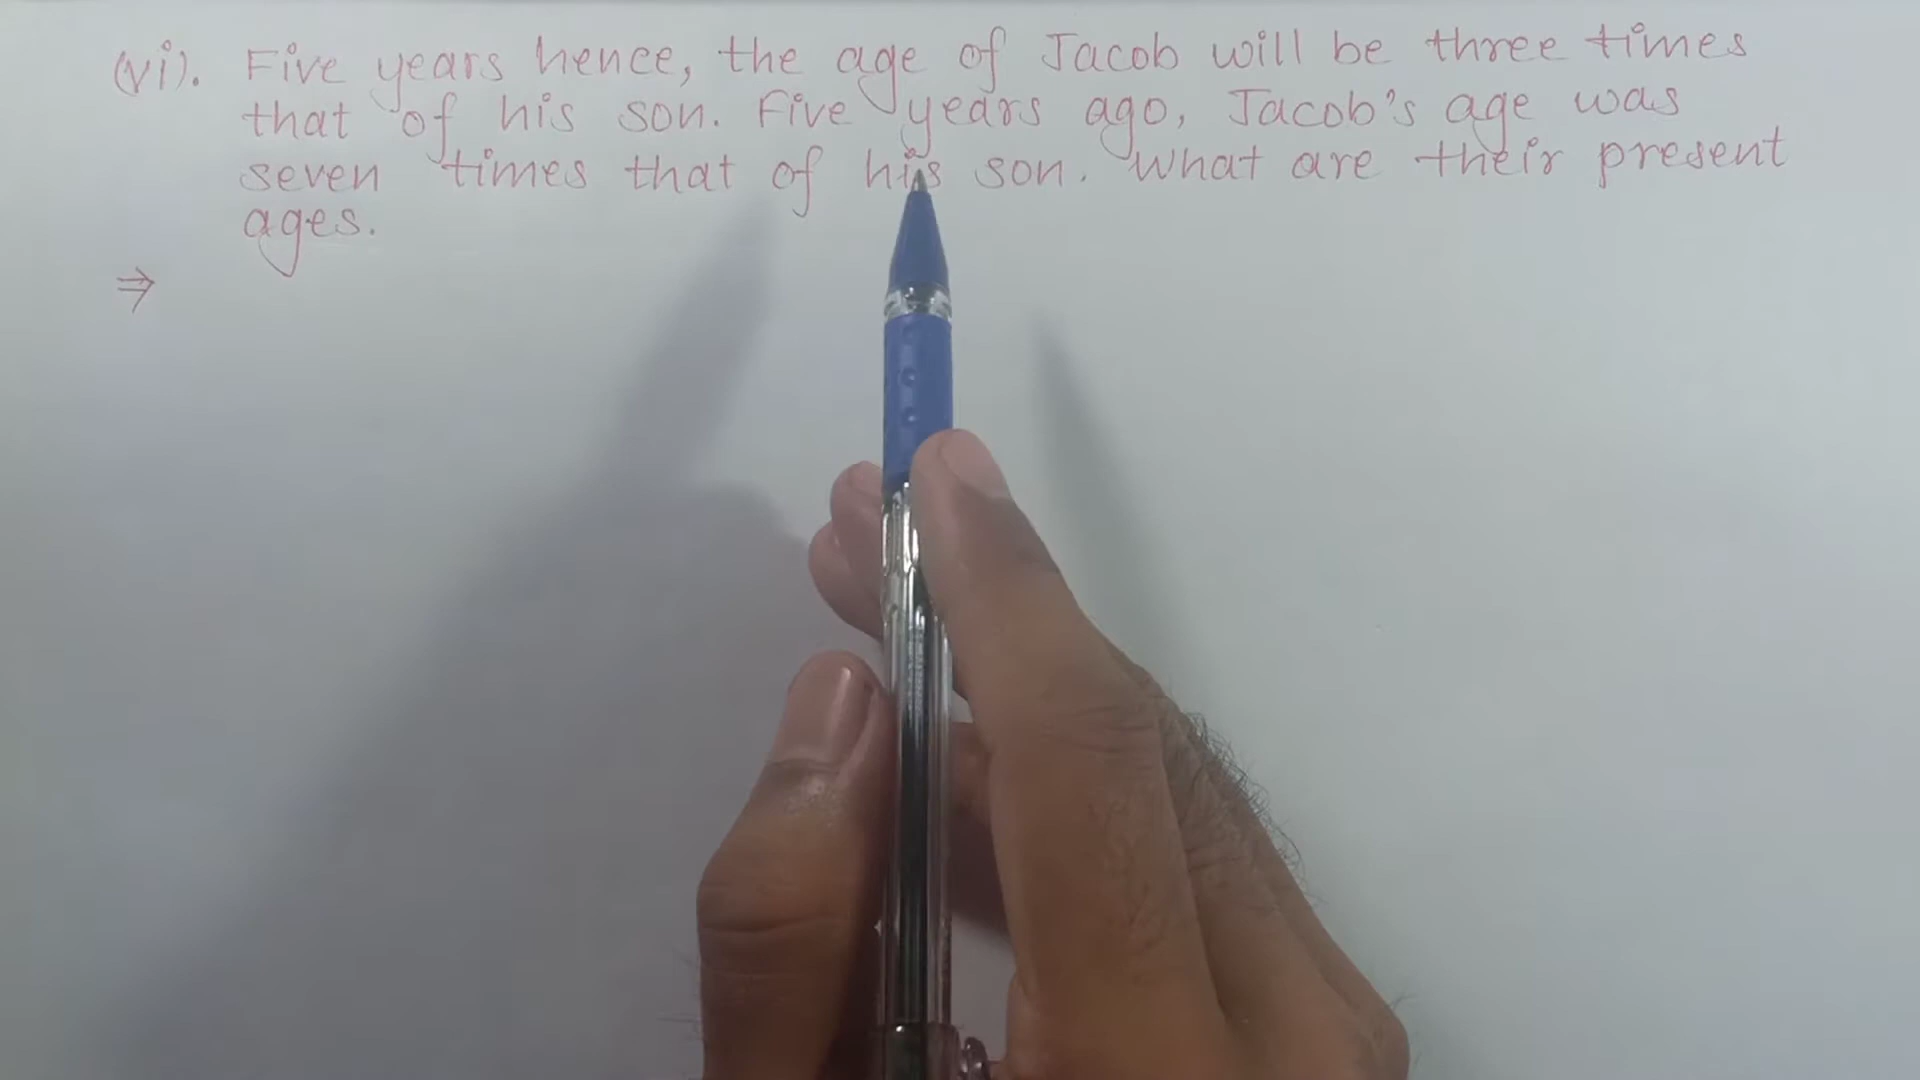 (vi). Five years hence, the age of Jacob will be three times
that of his son. Five years ago, Jacob's age was
seven times that of his son. What are their present
ages.
⇒